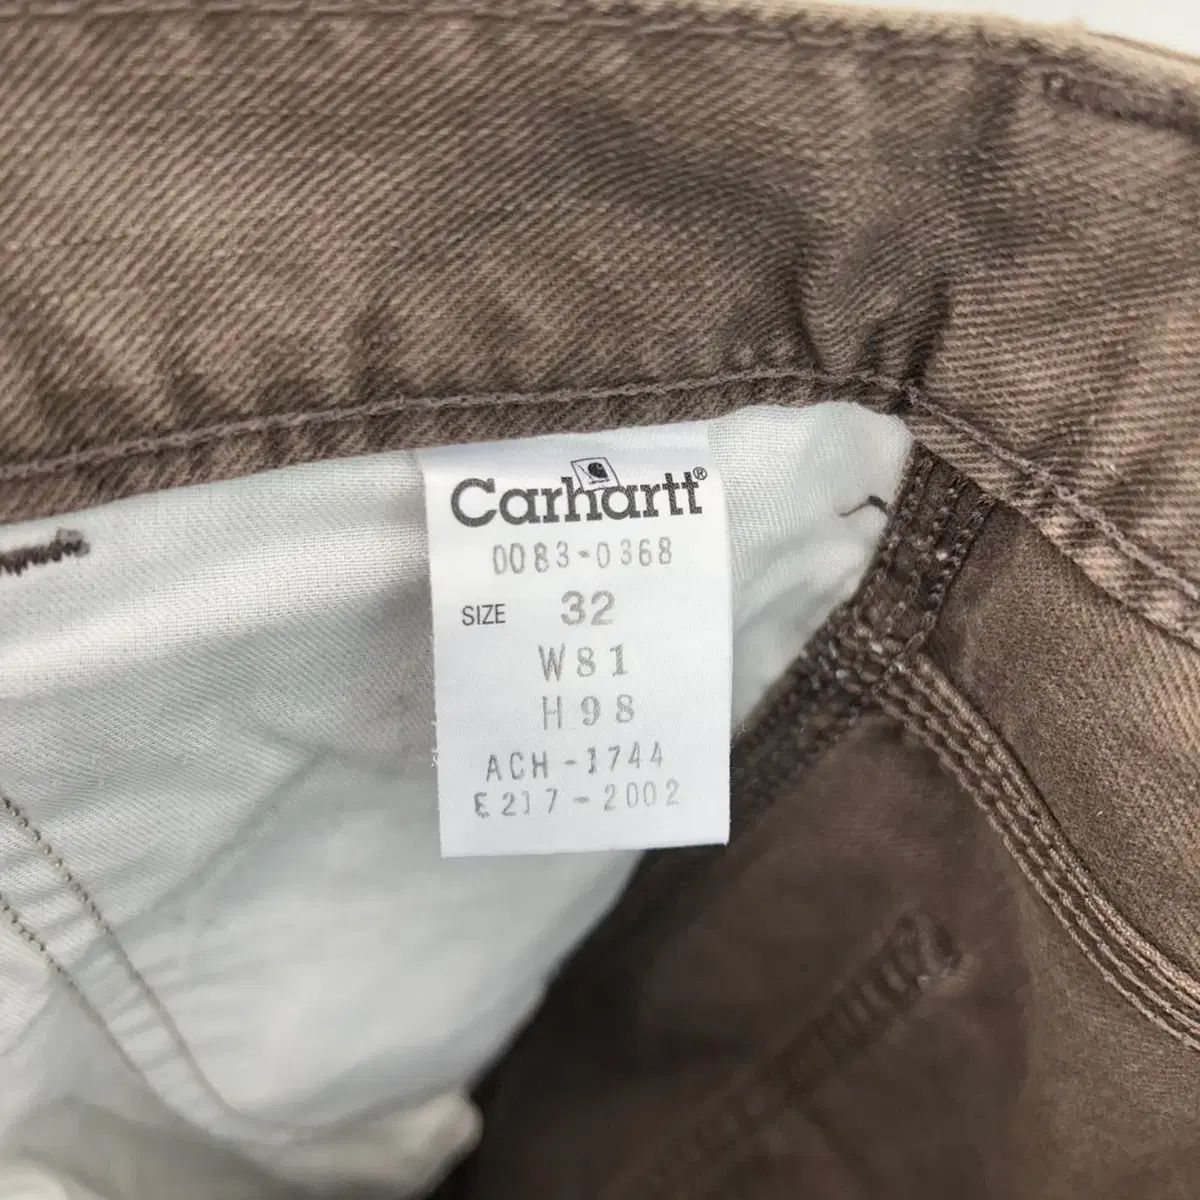 Carhartt®
0083-0368
SIZE 32
W81
H98
ACH-1744
E217-2002